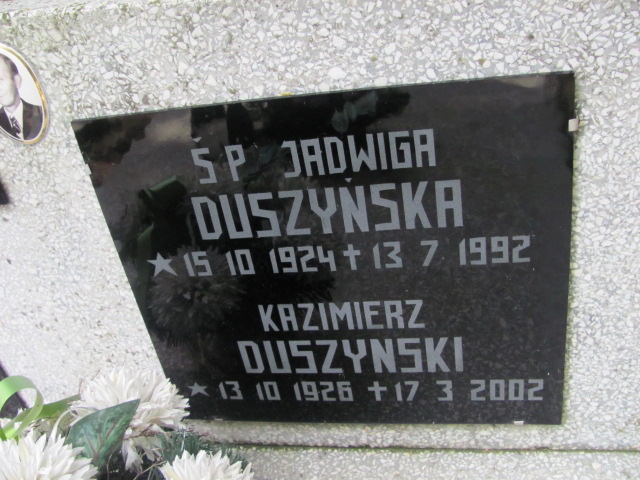 ŚP JADWIGA
DUSZYŃSKA
★ 15 10 1924 ✝ 13 7 1992
KAZIMIERZ
DUSZYNSKI
★ 13 10 1926 ✝ 17 3 2002